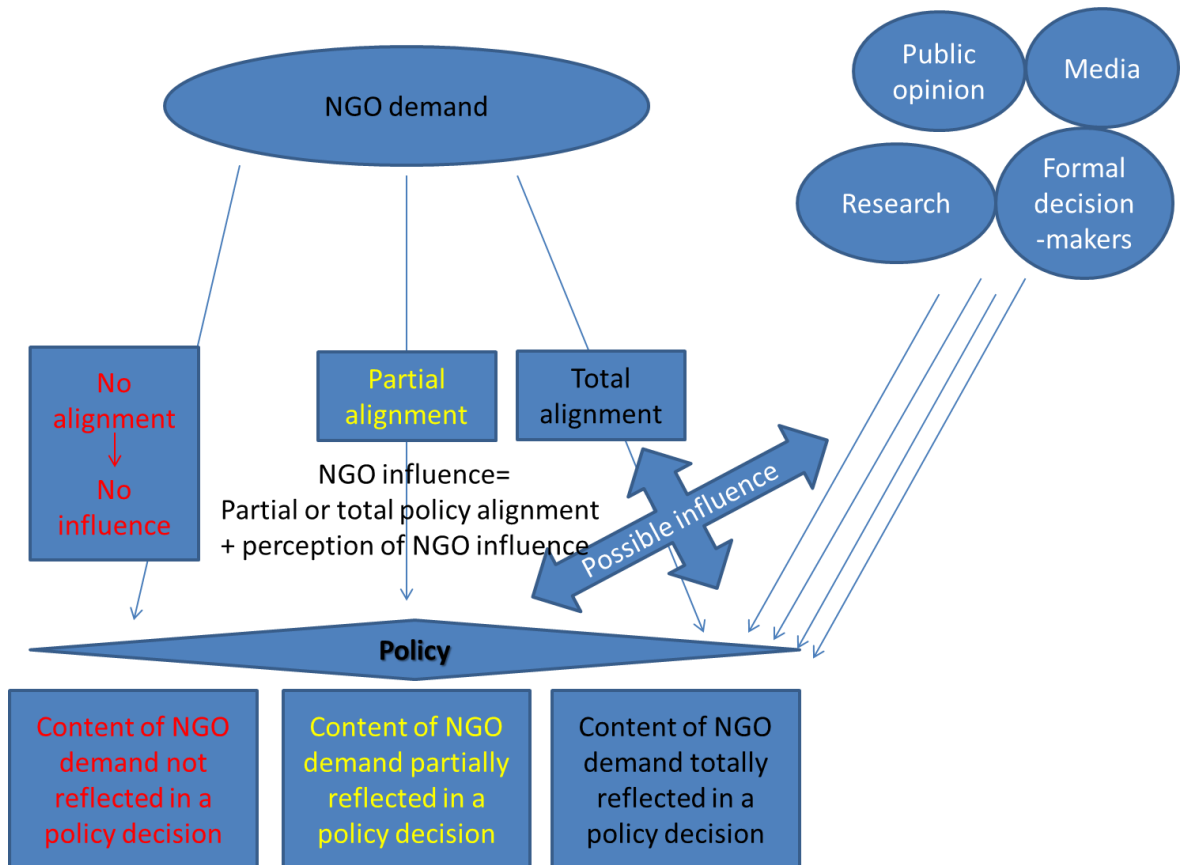 NGO demand
Public
opinion
Media
Research
Formal
decision
-makers
No
alignment
No
influence
Partial
alignment
Total
alignment
NGO influence=
Partial or total policy alignment
+ perception of NGO influence
Possible influence
Policy
Content of NGO
demand not
reflected in a
policy decision
Content of NGO
demand partially
reflected in a
policy decision
Content of NGO
demand totally
reflected in a
policy decision